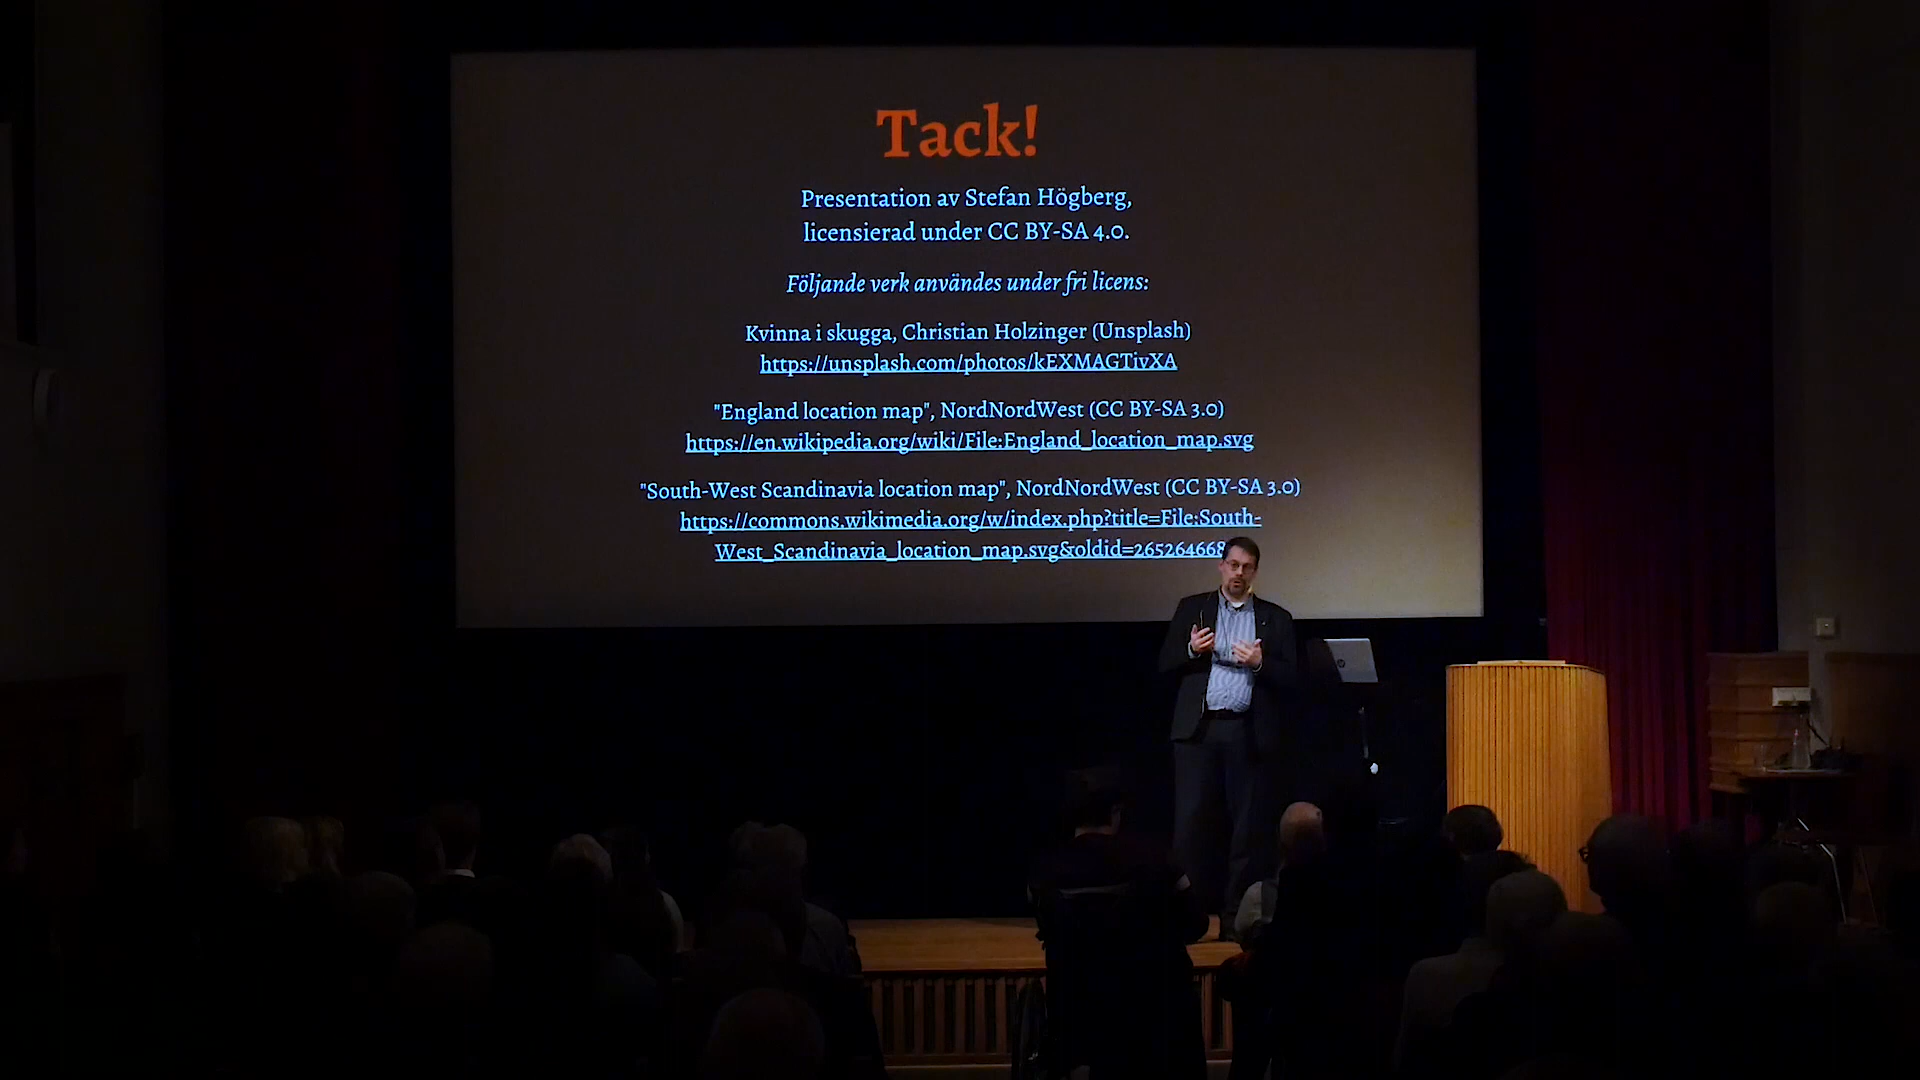 Tack!
Presentation av Stefan Högberg,
licensierad under CC BY-SA 4.0.
Följande verk användes under fri licens:
Kvinna i skugga, Christian Holzinger (Unsplash)
https://unsplash.com/photos/kEXMAGTivXA
"England location map", NordNordWest (CC BY-SA 3.0)
https://en.wikipedia.org/wiki/File:England_location_map.svg
"South-West Scandinavia location map", NordNordWest (CC BY-SA 3.0)
https://commons.wikimedia.org/w/index.php?title=File:South-
West_Scandinavia_location_map.svg&oldid=265264668